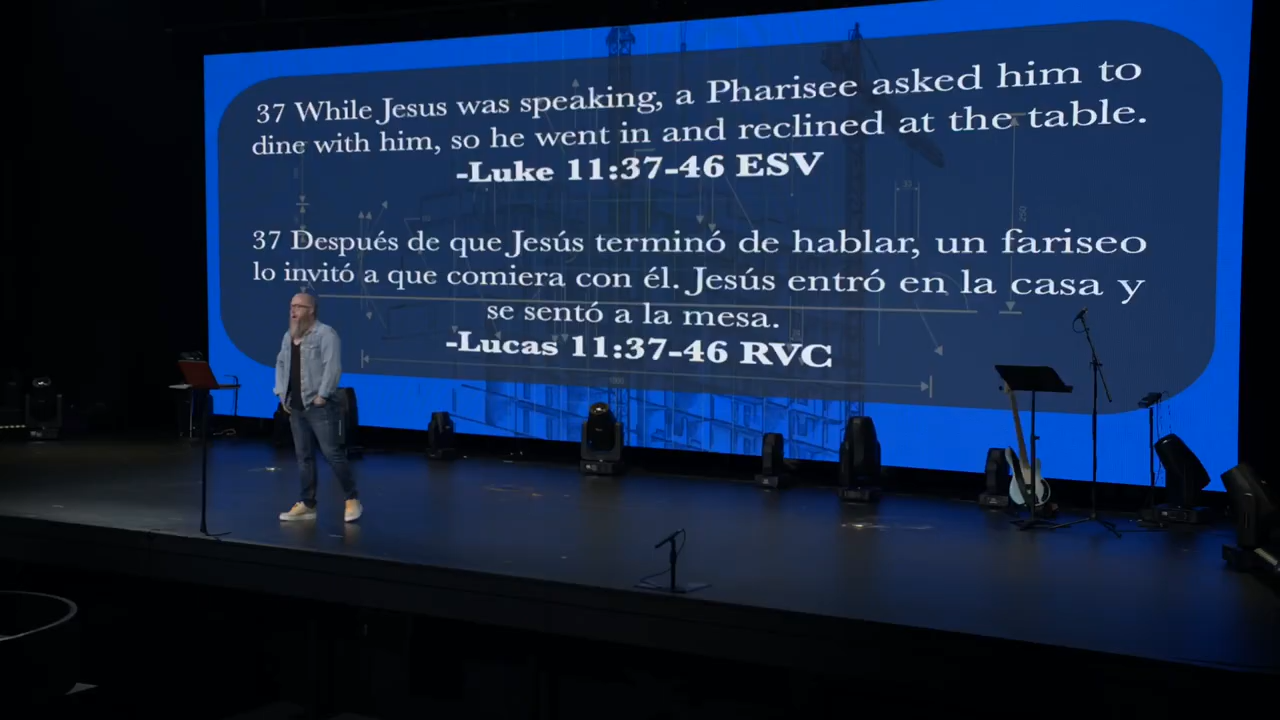 37 While Jesus was speaking, a Pharisee asked him to
dine with him, so he went in and reclined at the table.
-Luke 11:37-46 ESV
37 Después de que Jesús terminó de hablar, un fariseo
lo invitó a que comiera con él. Jesús entró en la casa y
se sentó a la mesa.
-Lucas 11:37-46 RVC